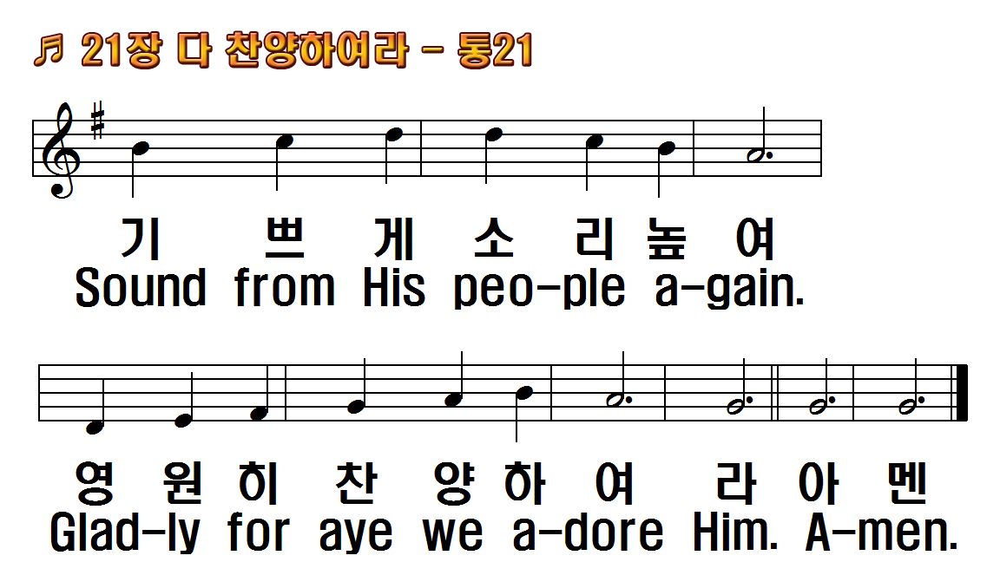 ♬ 21장 다 찬양하여라 - 통21
기 쁘 게 소 리 높 여
Sound from His peo-ple a-gain.
영 원 히 찬 양 하 여 라 아 멘
Glad-ly for aye we a-dore Him. A-men.